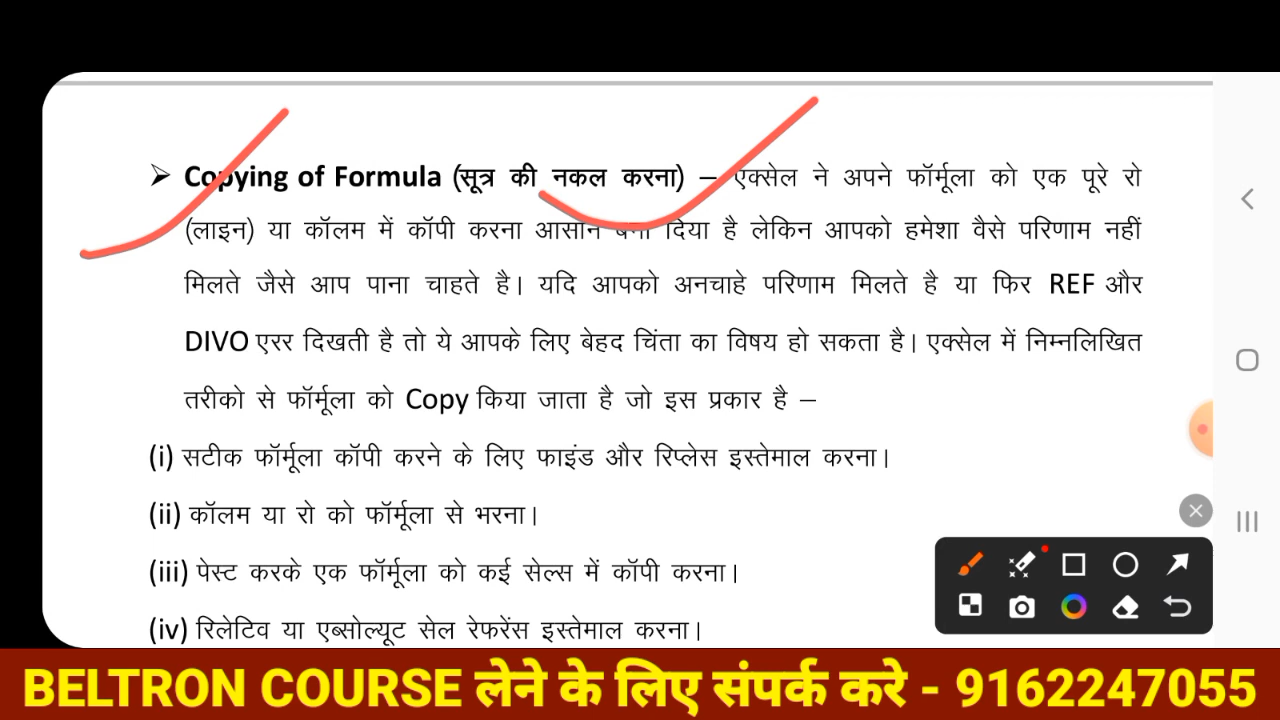 ➢ Copying of Formula (सूत्र की नकल करना) – एक्सेल ने अपने फॉर्मूला को एक पूरे रो
(लाइन) या कॉलम में कॉपी करना आसान बना दिया है लेकिन आपको हमेशा वैसे परिणाम नहीं
मिलते जैसे आप पाना चाहते है। यदि आपको अनचाहे परिणाम मिलते है या फिर REF और
DIVO एरर दिखती है तो ये आपके लिए बेहद चिंता का विषय हो सकता है। एक्सेल में निम्नलिखित
तरीको से फॉर्मूला को Copy किया जाता है जो इस प्रकार है –
(i) सटीक फॉर्मूला कॉपी करने के लिए फाइंड और रिप्लेस इस्तेमाल करना।
(ii) कॉलम या रो को फॉर्मूला से भरना।
(iii) पेस्ट करके एक फॉर्मूला को कई सेल्स में कॉपी करना।
(iv) रिलेटिव या एब्सोल्यूट सेल रेफरेंस इस्तेमाल करना।
BELTRON COURSE लेने के लिए संपर्क करे - 9162247055